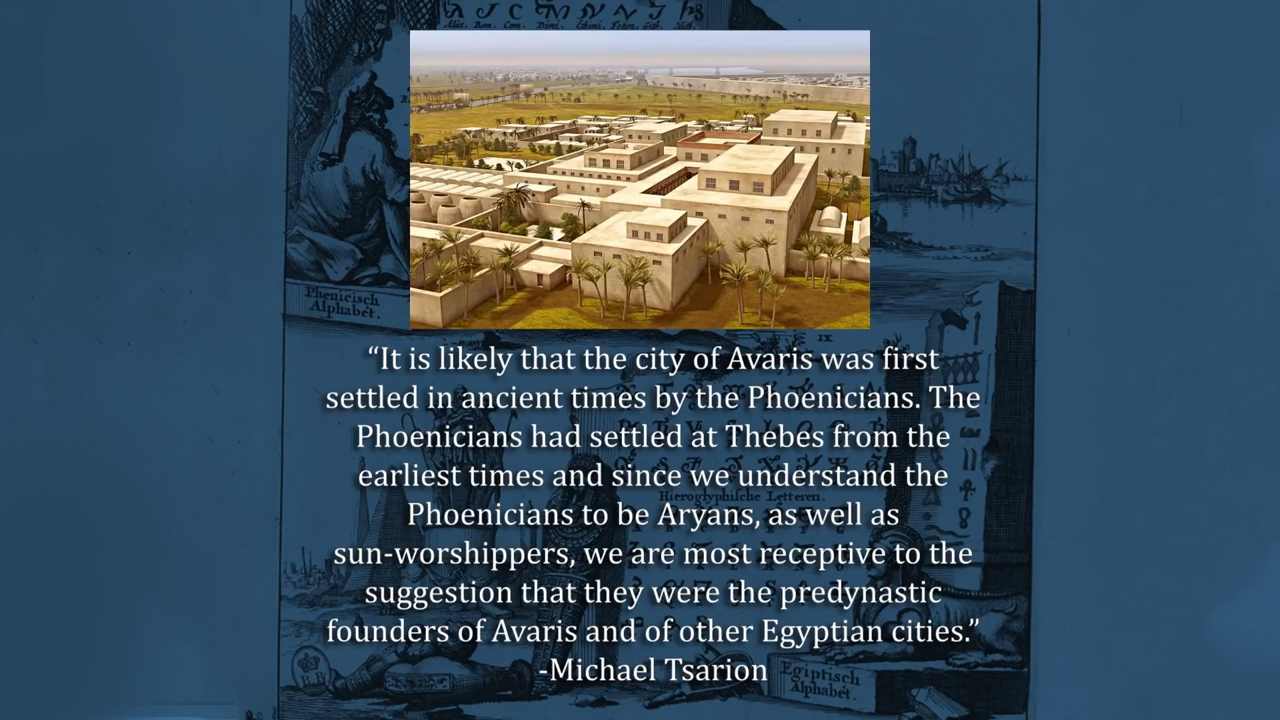 Phenicisch
Alphabet.
“It is likely that the city of Avaris was first
settled in ancient times by the Phoenicians. The
Phoenicians had settled at Thebes from the
earliest times and since we understand the
Phoenicians to be Aryans, as well as
sun-worshippers, we are most receptive to the
suggestion that they were the predynastic
founders of Avaris and of other Egyptian cities.”
-Michael Tsarion
Hieroglyphische Letteren.
Egiptisch
Alphabet.